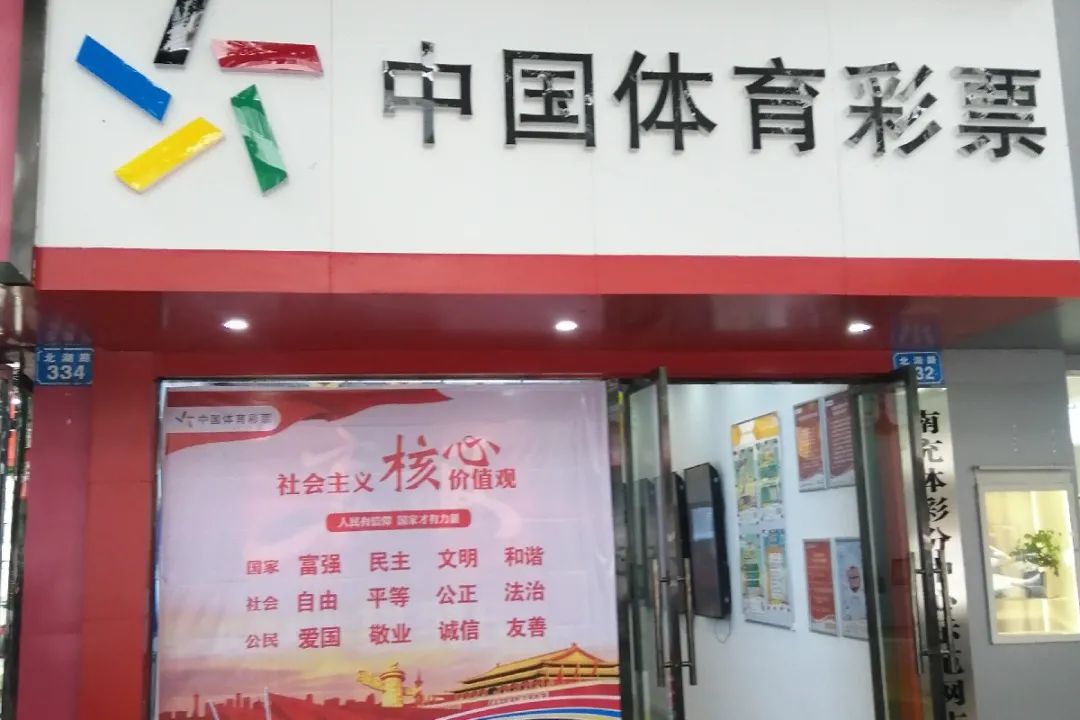 中国体育彩票
北湖路
334
北湖路
32
中国体育彩票
社会主义核心价值观
人民有信仰 国家才有力量
国家 富强 民主 文明 和谐
社会 自由 平等 公正 法治
公民 爱国 敬业 诚信 友善
南充体彩分中心